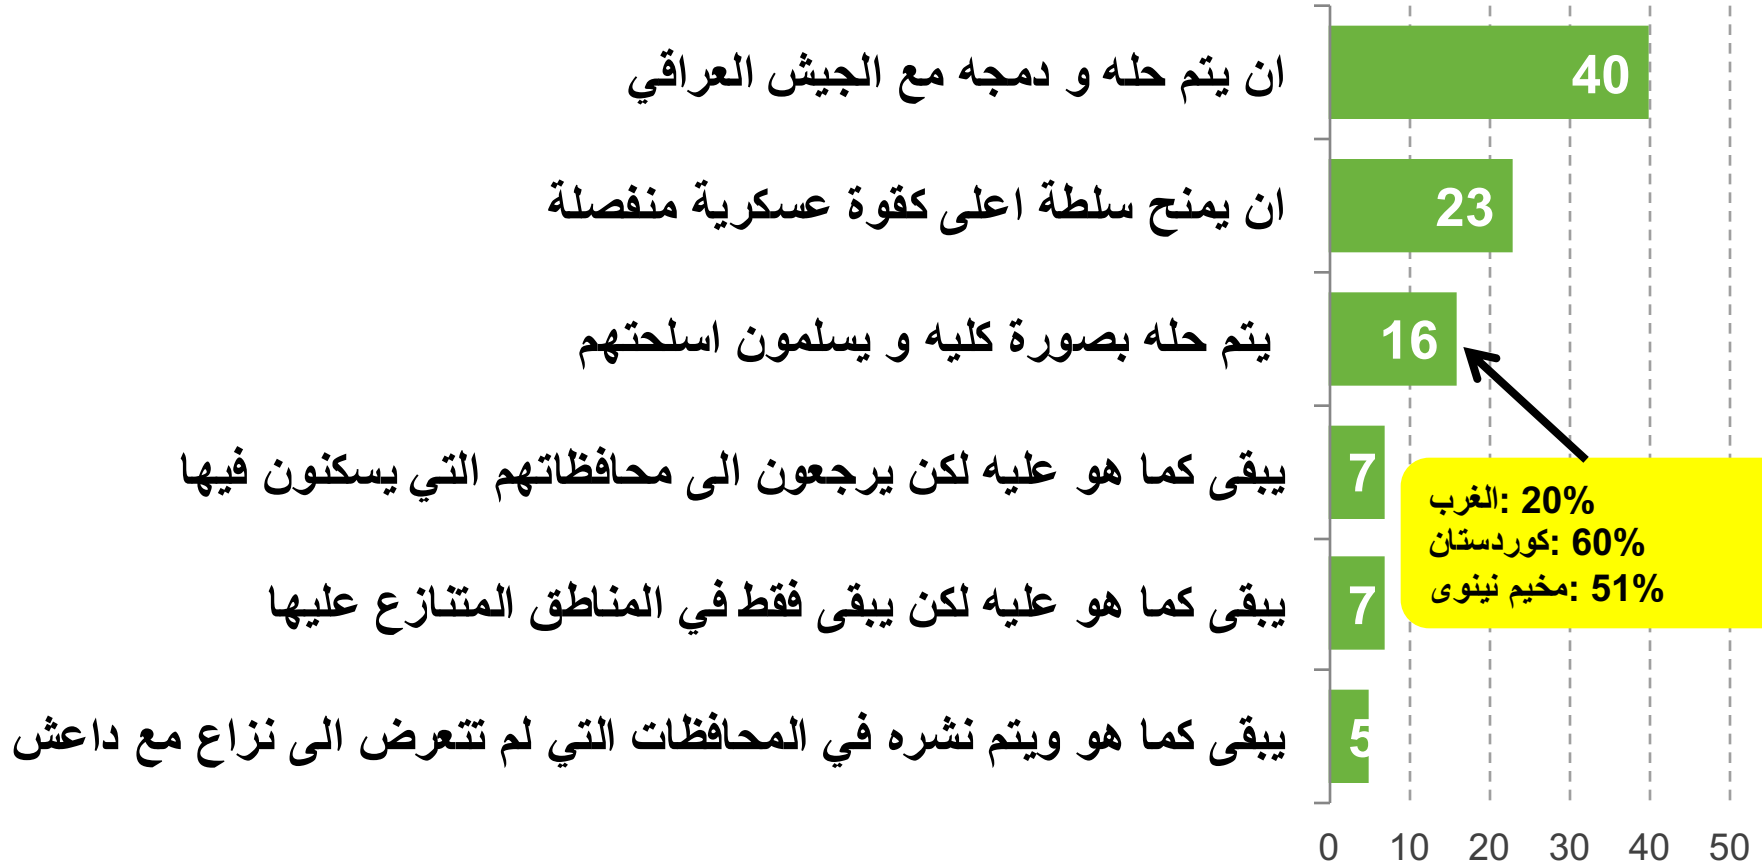 ان يتم حله و دمجه مع الجيش العراقي
40
ان يمنح سلطة اعلى كقوة عسكرية منفصلة
23
يتم حله بصورة كليه و يسلمون اسلحتهم
16
يبقى كما هو عليه لكن يرجعون الى محافظاتهم التي يسكنون فيها
7
يبقى كما هو عليه لكن يبقى فقط في المناطق المتنازع عليها
7
يبقى كما هو ويتم نشره في المحافظات التي لم تتعرض الى نزاع مع داعش
5
الغرب: 20%
كوردستان: 60%
مخيم نينوى: 51%
0 10 20 30 40 50